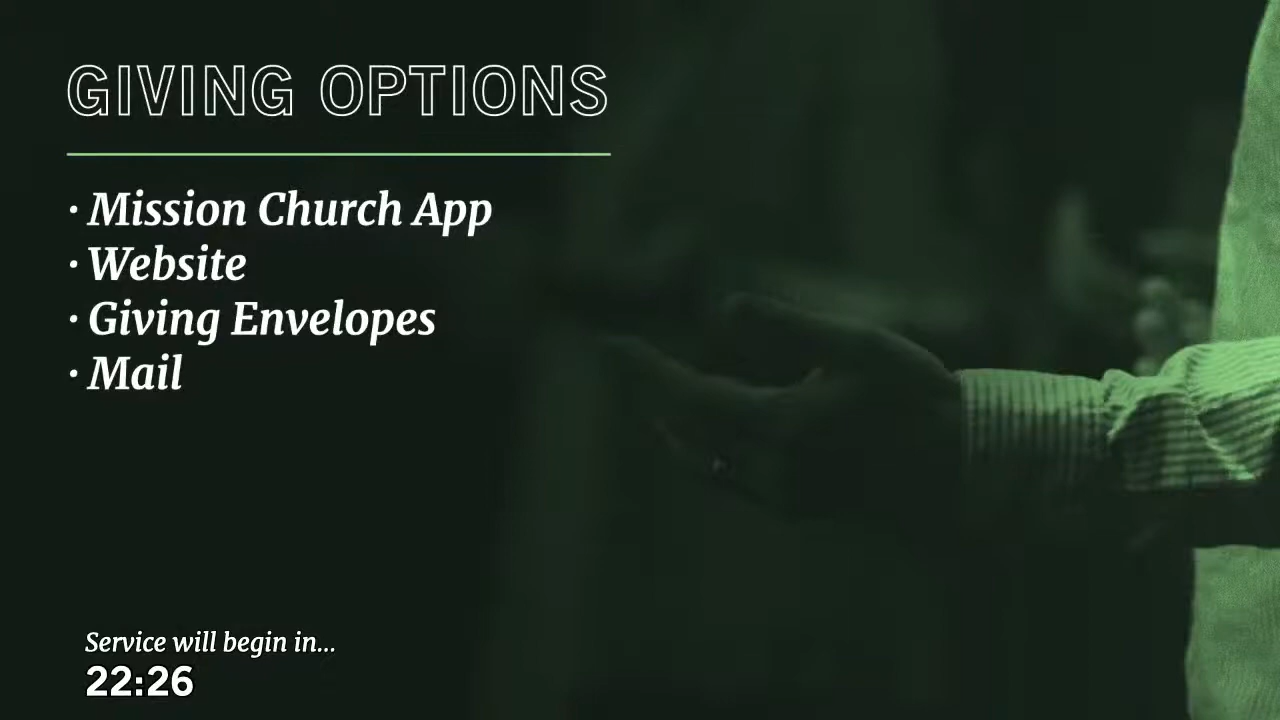 GIVING OPTIONS
· Mission Church App
· Website
· Giving Envelopes
· Mail
Service will begin in...
22:26